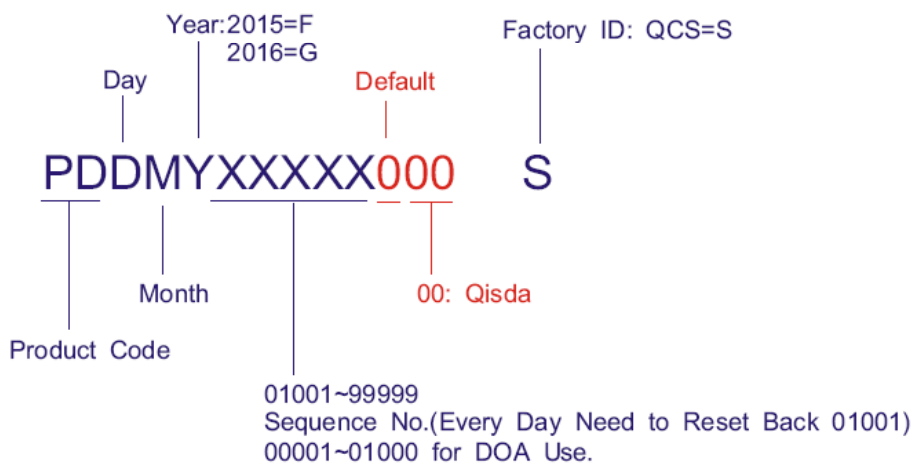 Year:2015=F
2016=G
Factory ID: QCS=S
Day
Default
PDDMYXXXXX000 S
Month
00: Qisda
Product Code
01001~99999
Sequence No.(Every Day Need to Reset Back 01001)
00001~01000 for DOA Use.